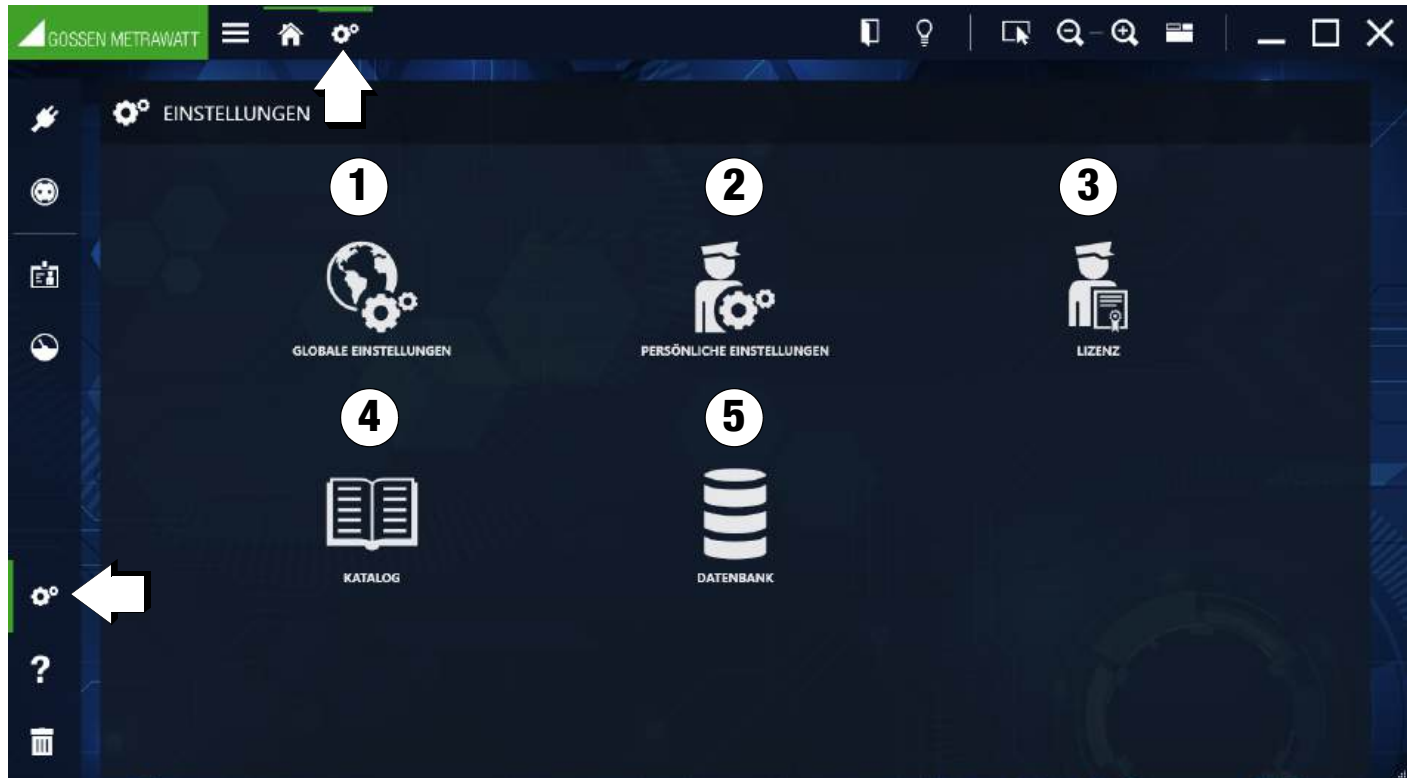 GOSSEN METRAWATT
EINSTELLUNGEN
1
2
3
GLOBALE EINSTELLUNGEN
PERSÖNLICHE EINSTELLUNGEN
LIZENZ
4
5
KATALOG
DATENBANK
?